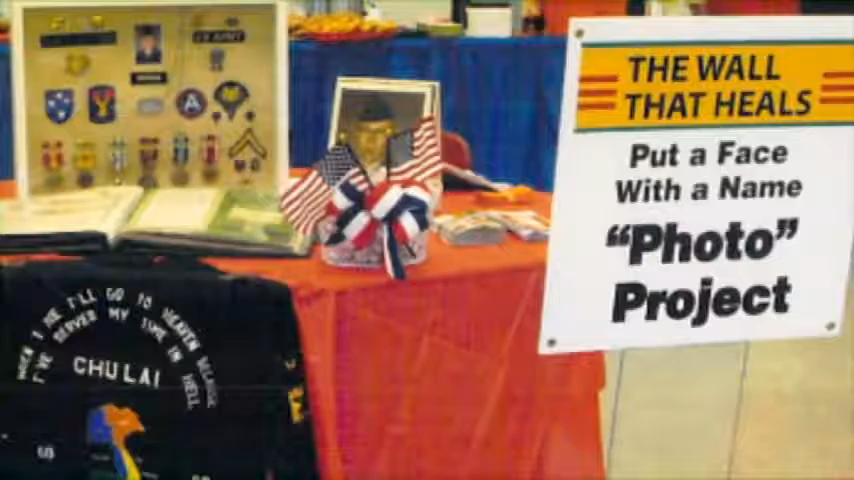 THE WALL
THAT HEALS
Put a Face
With a Name
“Photo”
Project
WHEN I DIE I'LL GO TO HEAVEN BECAUSE
I'VE SERVED MY TIME IN HELL
CHU LAI
68